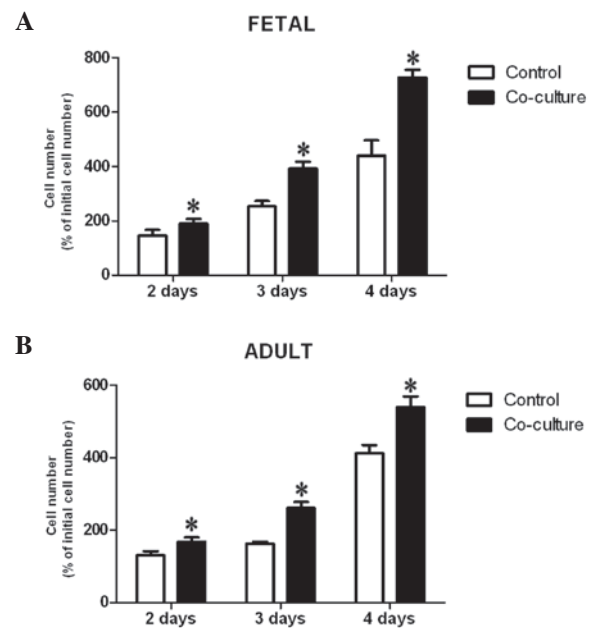 A
FETAL
Cell number
(% of initial cell number)
800
600
400
200
0
*
*
*
2 days
3 days
4 days
Control
Co-culture
B
ADULT
Cell number
(% of initial cell number)
600
400
200
0
*
*
*
2 days
3 days
4 days
Control
Co-culture